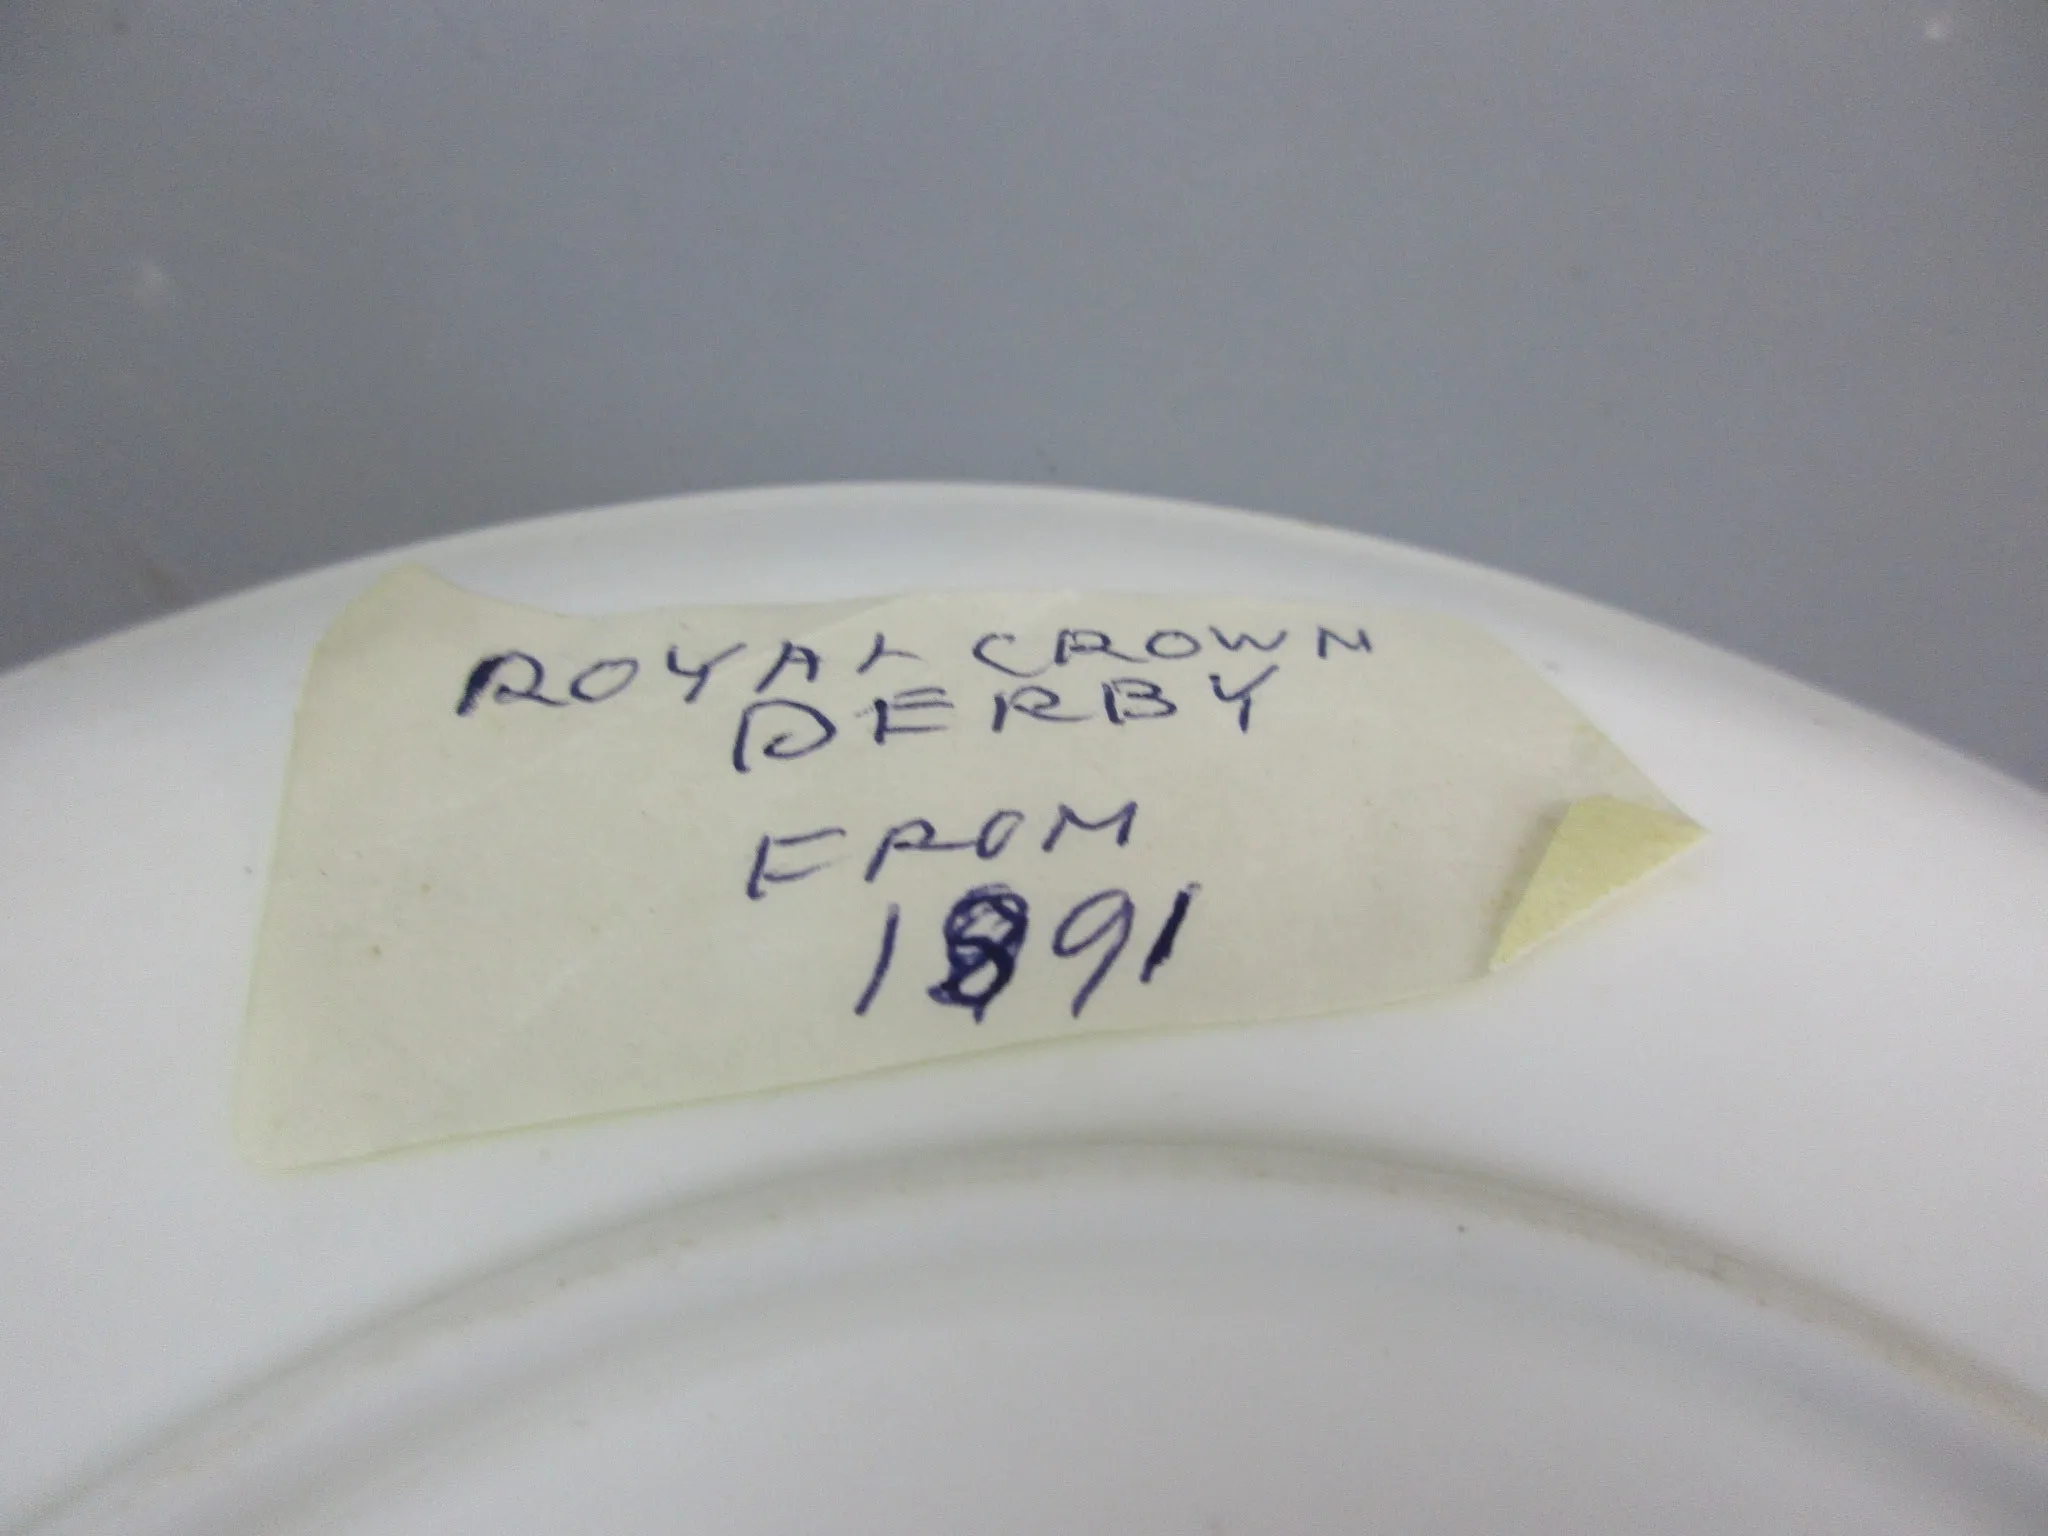 ROYAL CROWN
DERBY
FROM
1891